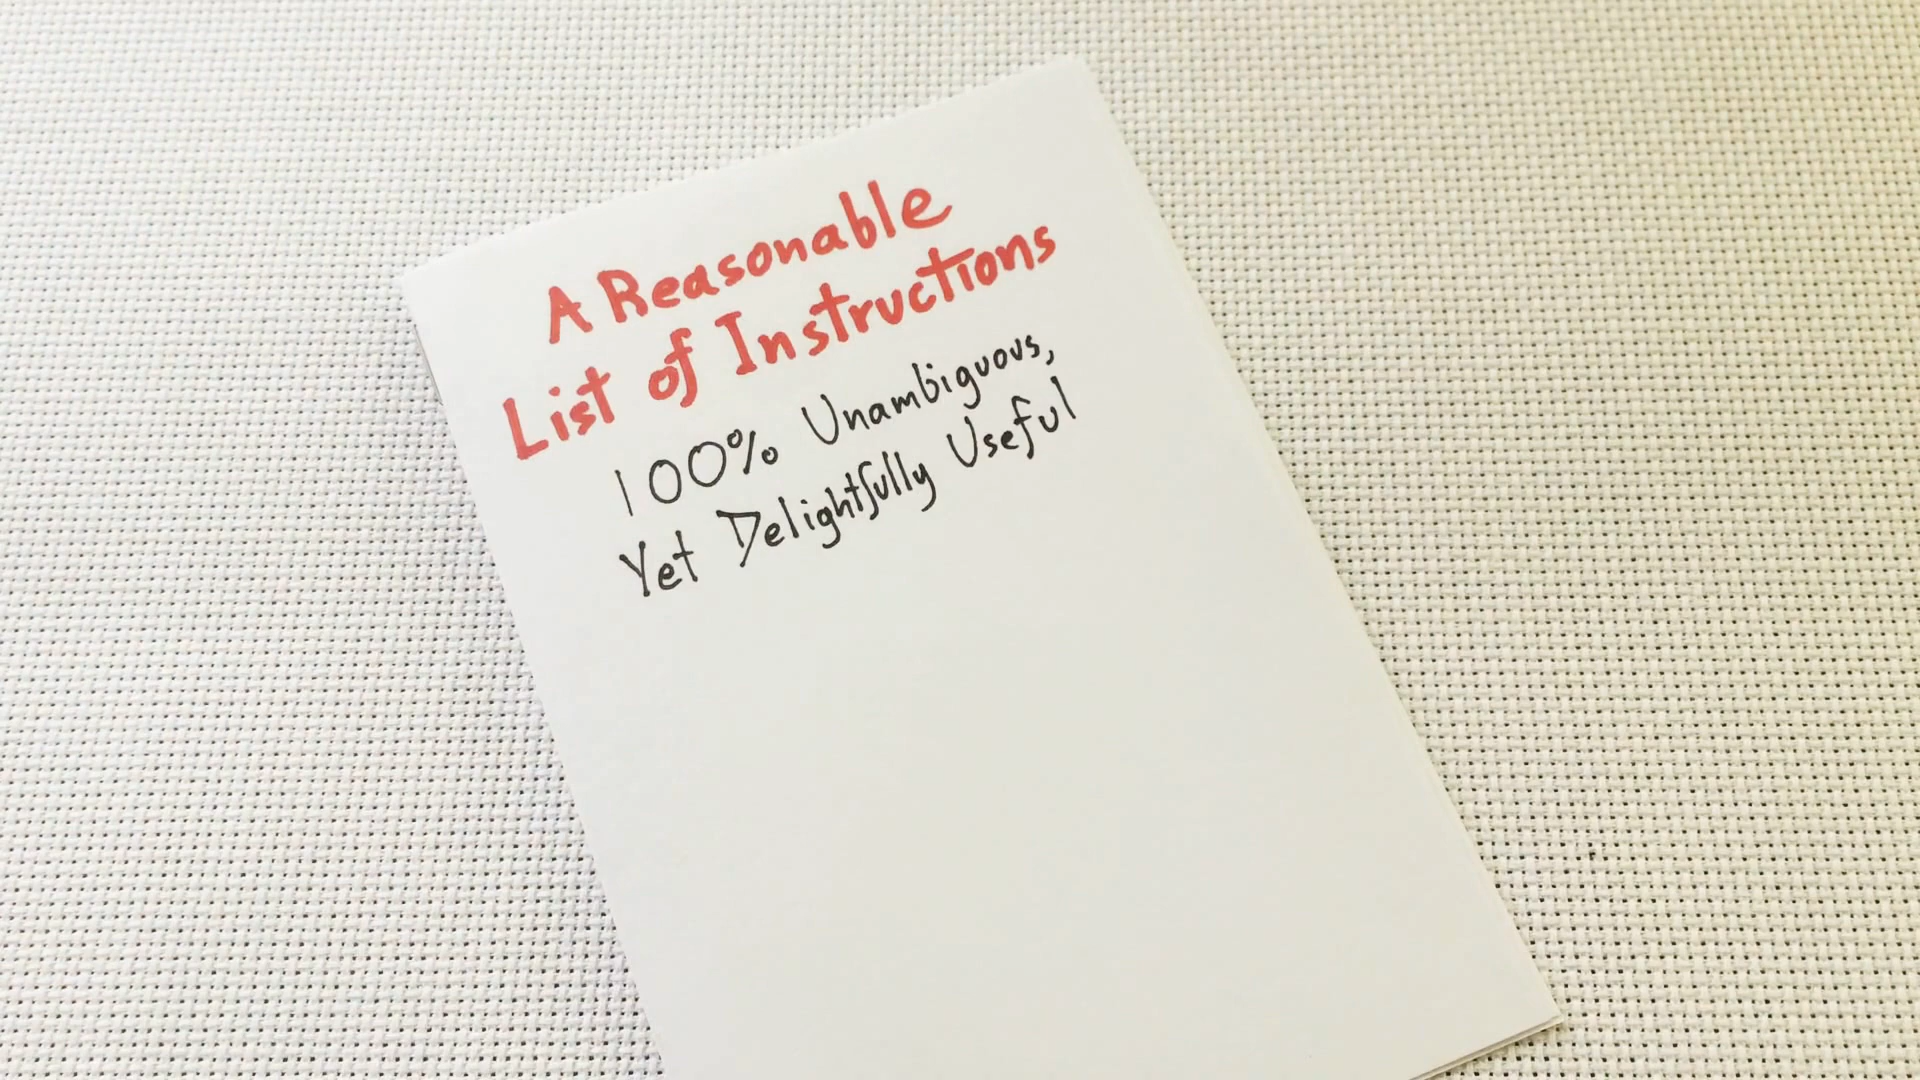 A Reasonable
List of Instructions
100% Unambiguous,
Yet Delightfully Useful